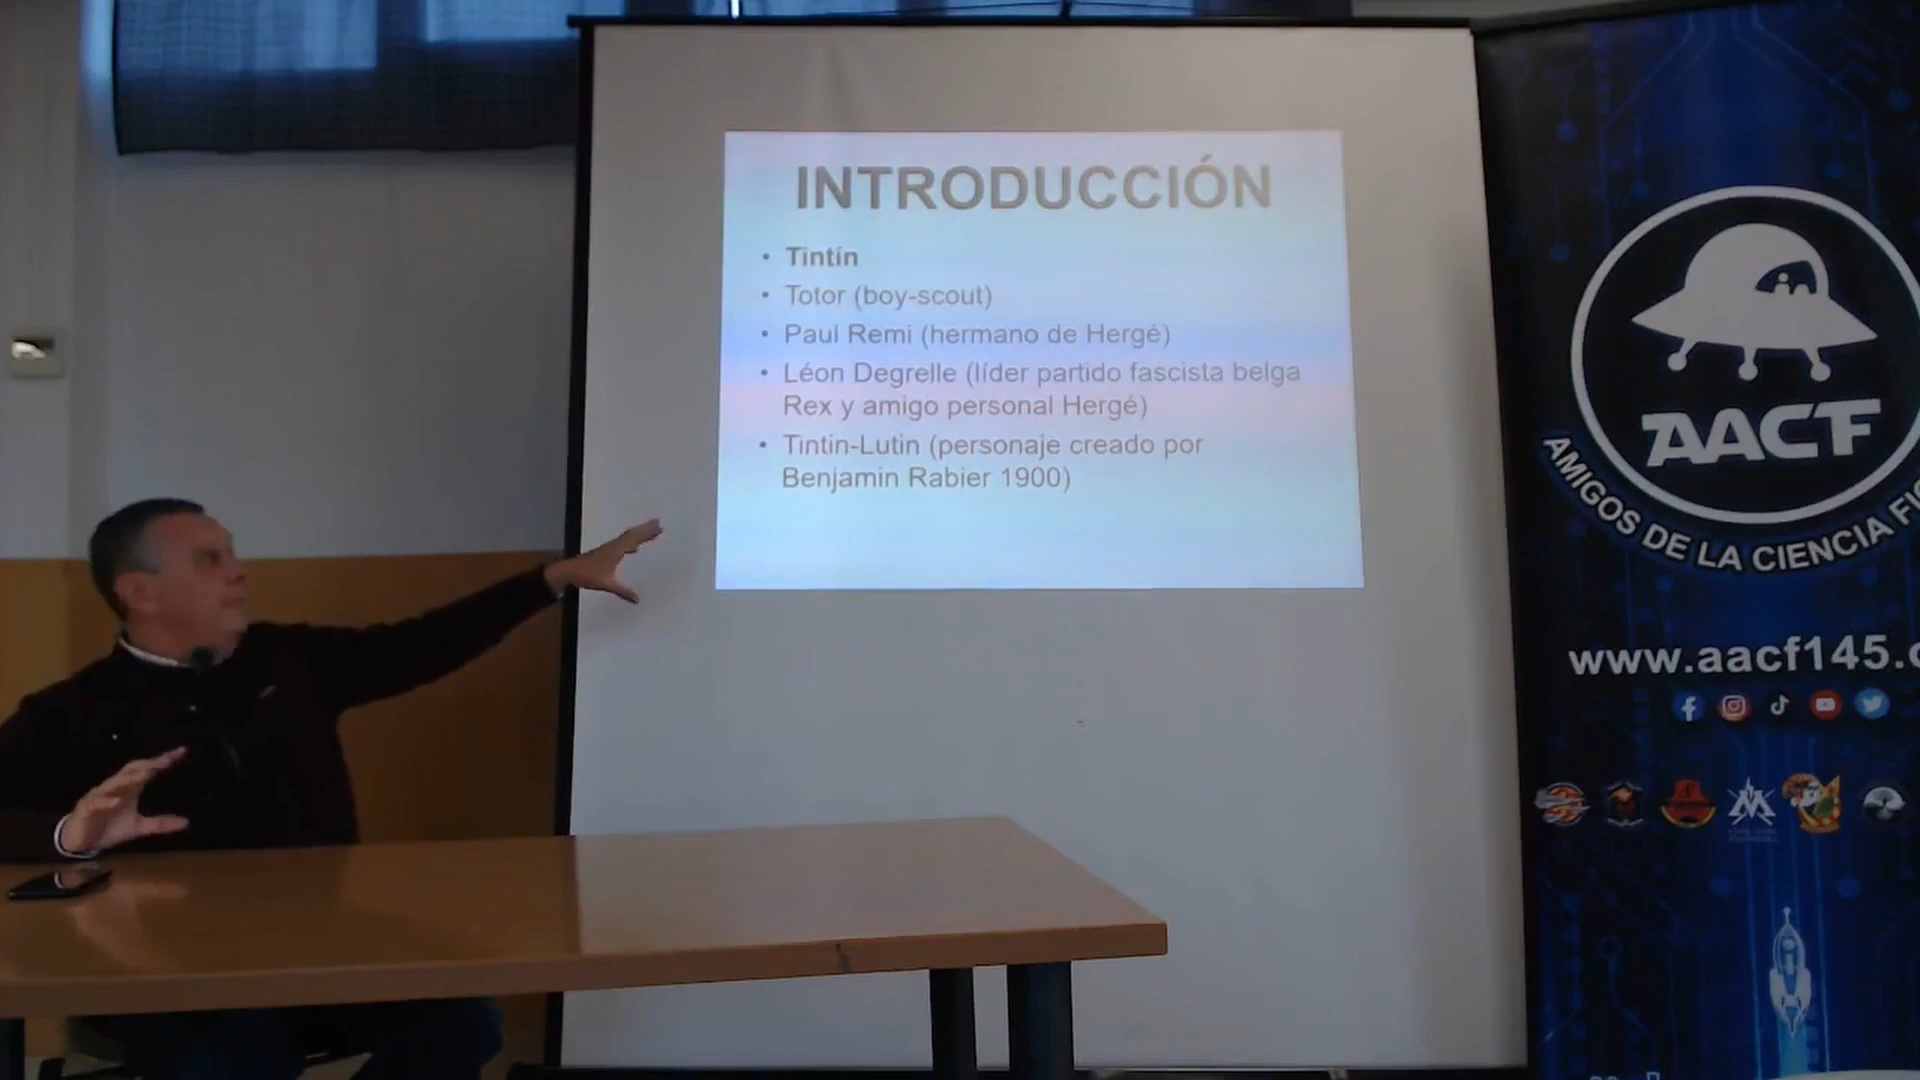 INTRODUCCIÓN
• Tintín
• Totor (boy-scout)
• Paul Remi (hermano de Hergé)
• Léon Degrelle (líder partido fascista belga
Rex y amigo personal Hergé)
• Tintin-Lutin (personaje creado por
Benjamin Rabier 1900)
AACF
AMIGOS DE LA CIENCIA
www.aacf145.